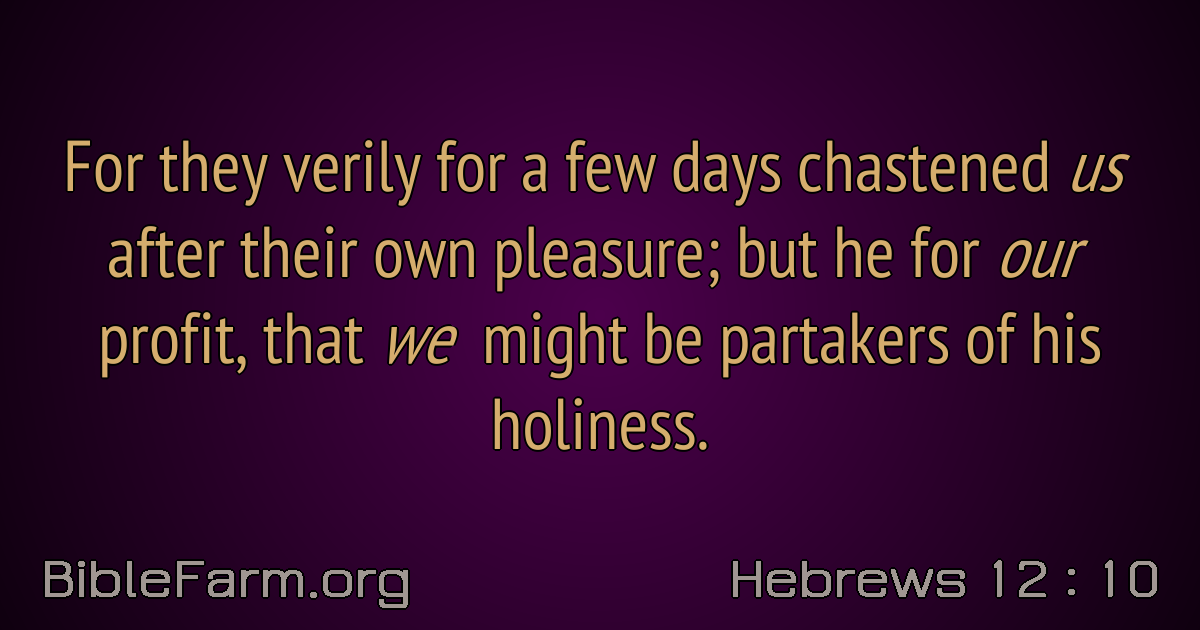 For they verily for a few days chastened us
after their own pleasure; but he for our
profit, that we might be partakers of his
holiness.
BibleFarm.org
Hebrews 12 : 10